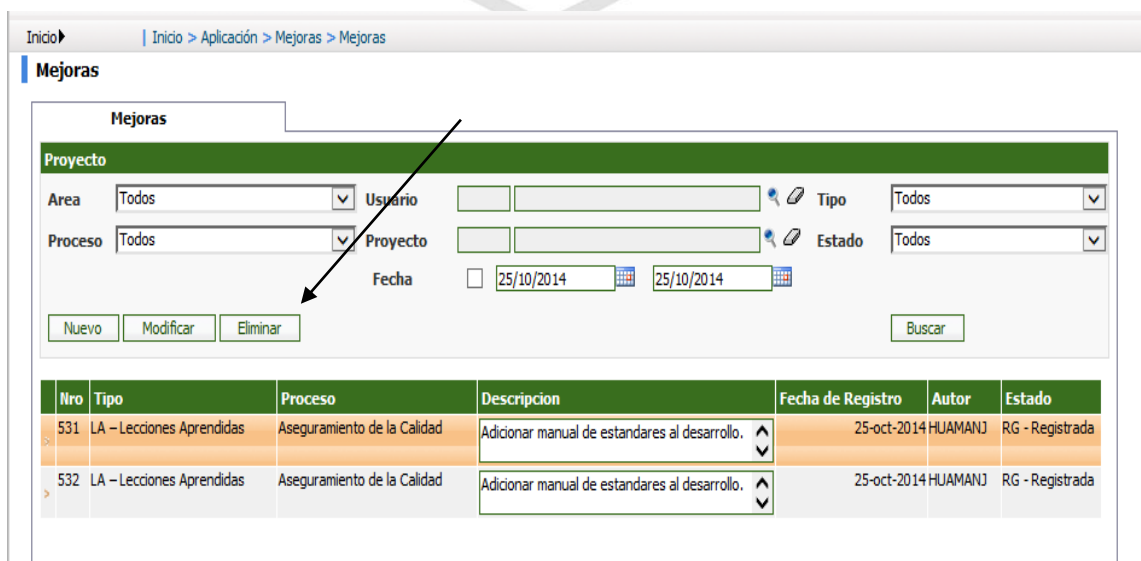 Inicio | Inicio > Aplicación > Mejoras > Mejoras
Mejoras
Mejoras
Proyecto
Area Todos Usuario Tipo Todos
Proceso Todos Proyecto Estado Todos
Fecha 25/10/2014 25/10/2014
Nuevo Modificar Eliminar Buscar
Nro Tipo Proceso Descripcion Fecha de Registro Autor Estado
531 LA – Lecciones Aprendidas Aseguramiento de la Calidad Adicionar manual de estandares al desarrollo. 25-oct-2014 HUAMANJ RG - Registrada
532 LA – Lecciones Aprendidas Aseguramiento de la Calidad Adicionar manual de estandares al desarrollo. 25-oct-2014 HUAMANJ RG - Registrada